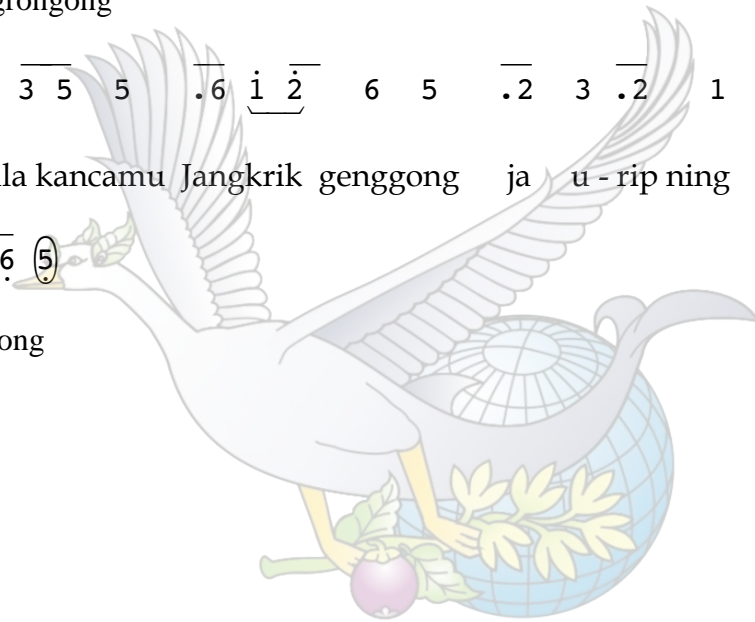 grongong
3 5 5 .6 i̇ 2̇ 6 5 .2 3 .2 1
la kancamu Jangkrik genggong ja u - rip ning
6̣ 5̣
ong